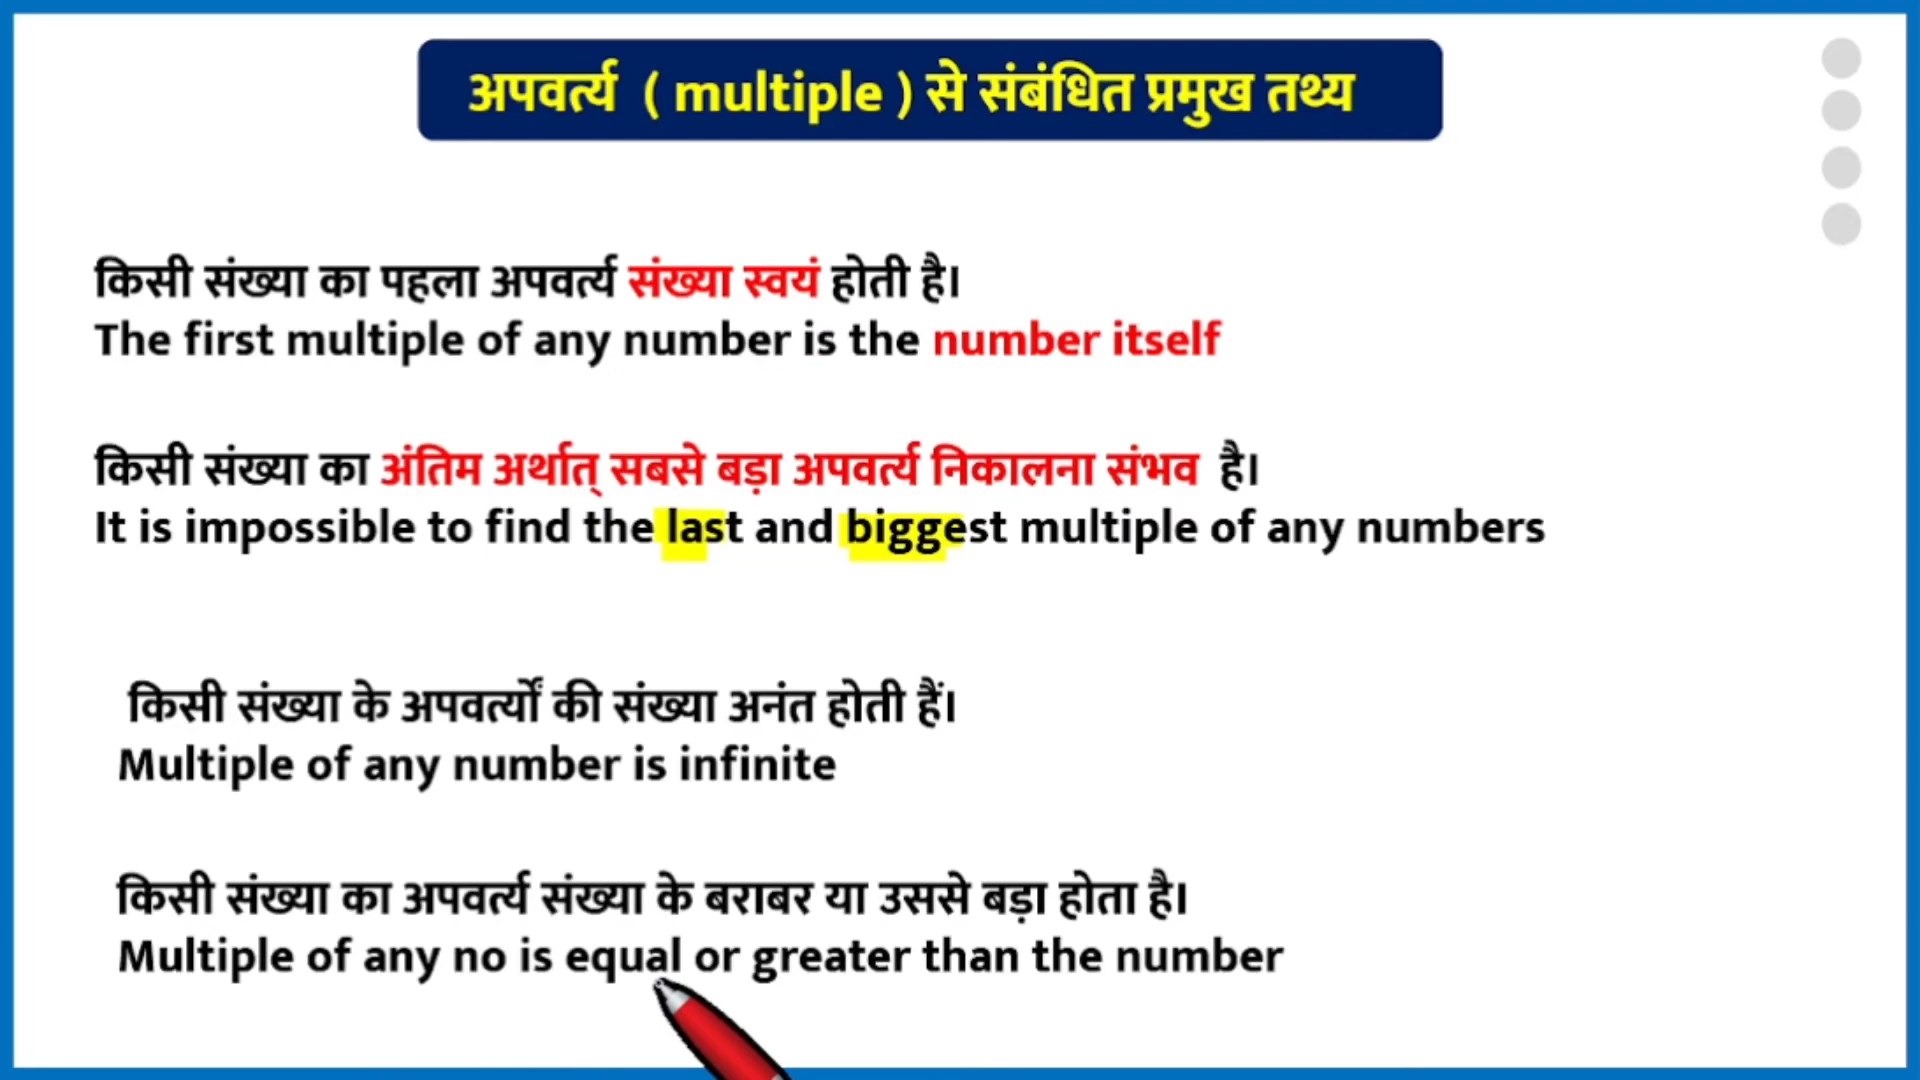 अपवर्त्य ( multiple ) से संबंधित प्रमुख तथ्य
किसी संख्या का पहला अपवर्त्य संख्या स्वयं होती है।
The first multiple of any number is the number itself
किसी संख्या का अंतिम अर्थात् सबसे बड़ा अपवर्त्य निकालना संभव है।
It is impossible to find the last and biggest multiple of any numbers
किसी संख्या के अपवर्त्यों की संख्या अनंत होती हैं।
Multiple of any number is infinite
किसी संख्या का अपवर्त्य संख्या के बराबर या उससे बड़ा होता है।
Multiple of any no is equal or greater than the number